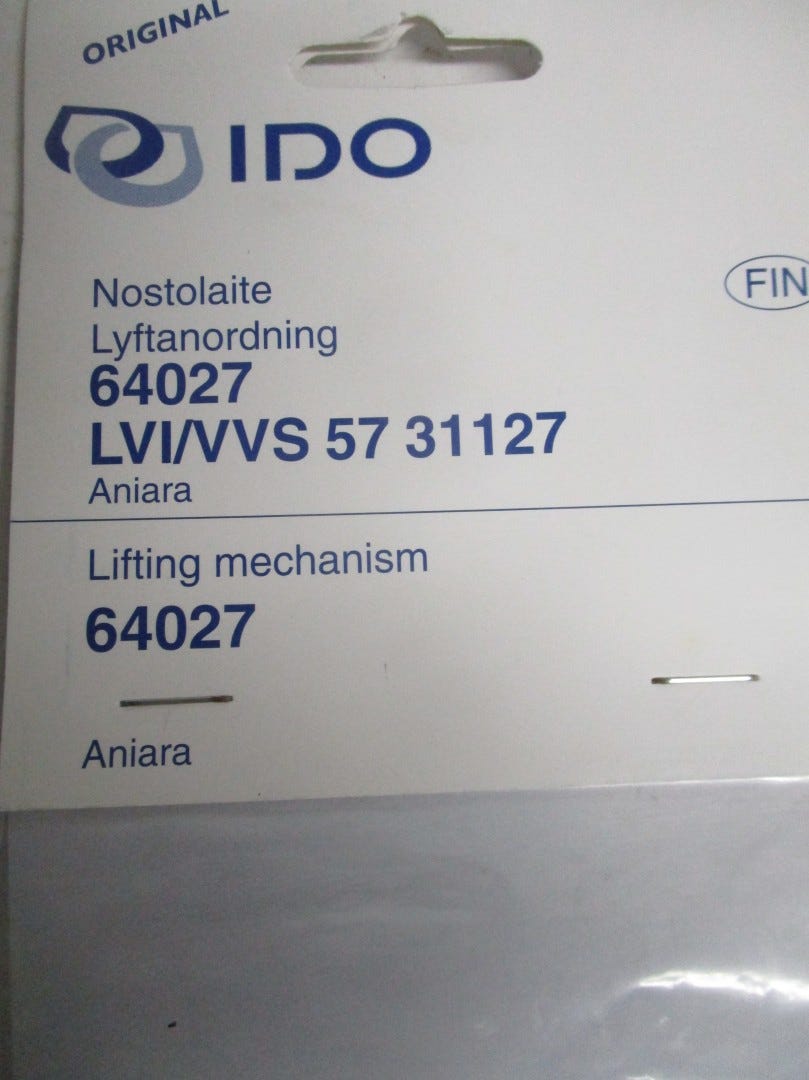 ORIGINAL
IDO
Nostolaite
FIN
Lyftanordning
64027
LVI/VVS 57 31127
Aniara
Lifting mechanism
64027
Aniara